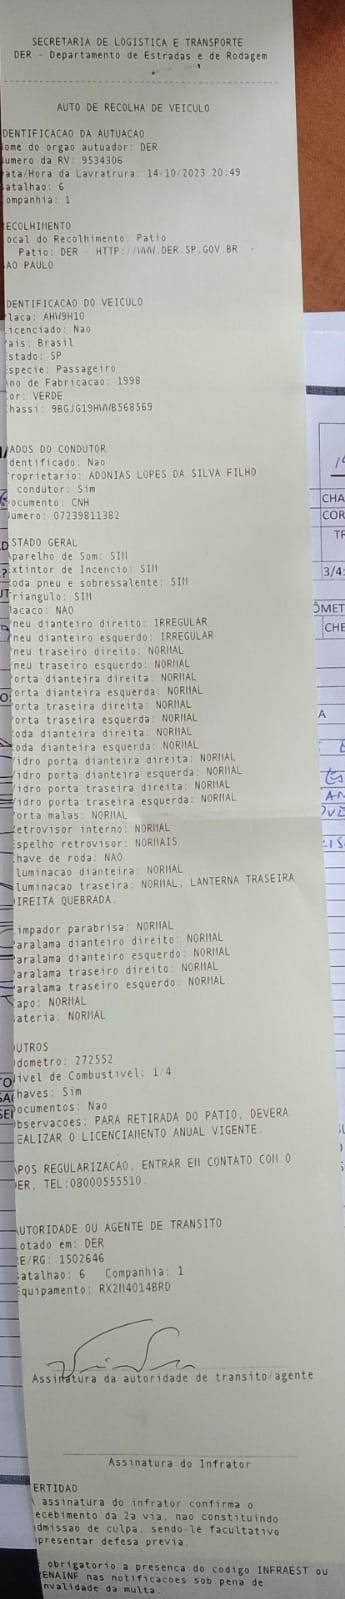 SECRETARIA DE LOGISTICA E TRANSPORTE
DER - Departamento de Estradas e de Rodagem
AUTO DE RECOLHA DE VEICULO
DENTIFICACAO DA AUTUACAO
ome do orgao autuador: DER
umero da RV: 9534306
ata/Hora da Lavratrura: 14/10/2023 20:49
atalhao: 6
ompanhia: 1
ECOLHIMENTO
ocal do Recolhimento: Patio
Patio: DER - HTTP://WWW.DER.SP.GOV.BR -
AO PAULO
DENTIFICACAO DO VEICULO
laca: AHW9H10
icenciado: Nao
ais: Brasil
stado: SP
specie: Passageiro
no de Fabricacao: 1998
or: VERDE
hassi: 9BGJG19HWWB568569
ADOS DO CONDUTOR
dentificado: Nao
roprietario: ADONIAS LOPES DA SILVA FILHO
condutor: Sim
ocumento: CNH
umero: 07239811382
STADO GERAL
parelho de Som: SIM
xtintor de Incencio: SIM
oda pneu e sobressalente: SIM
riangulo: SIM
acaco: NAO
neu dianteiro direito: IRREGULAR
neu dianteiro esquerdo: IRREGULAR
neu traseiro direito: NORMAL
neu traseiro esquerdo: NORMAL
orta dianteira direita: NORMAL
orta dianteira esquerda: NORMAL
orta traseira direita: NORMAL
orta traseira esquerda: NORMAL
oda dianteira direita: NORMAL
oda dianteira esquerda: NORMAL
idro porta dianteira direita: NORMAL
idro porta dianteira esquerda: NORMAL
idro porta traseira direita: NORMAL
idro porta traseira esquerda: NORMAL
orta malas: NORMAL
etrovisor interno: NORMAL
spelho retrovisor: NORMAIS
have de roda: NAO
luminacao dianteira: NORMAL
luminacao traseira: NORMAL, LANTERNA TRASEIRA
DIREITA QUEBRADA.
impador parabrisa: NORMAL
aralama dianteiro direito: NORMAL
aralama dianteiro esquerdo: NORMAL
aralama traseiro direito: NORMAL
aralama traseiro esquerdo: NORMAL
apo: NORMAL
ateria: NORMAL
UTROS
dometro: 272552
ivel de Combustivel: 1/4
haves: Sim
ocumentos: Nao
bservacoes: PARA RETIRADA DO PATIO, DEVERA
EALIZAR O LICENCIAMENTO ANUAL VIGENTE.
APOS REGULARIZACAO, ENTRAR EM CONTATO COM O
DER, TEL:08000555510.
AUTORIDADE OU AGENTE DE TRANSITO
otado em: DER
E/RG: 1502646
atalhao: 6 Companhia: 1
quipamento: RX2M4014BRD
Assinatura da autoridade de transito/agente
Assinatura do Infrator
ERTIDAO
assinatura do infrator confirma o
ecebimento da 2a via, nao constituindo
dmissao de culpa, sendo-le facultativo
presentar defesa previa.
obrigatorio a presenca do codigo INFRAEST ou
ENAINF nas notificacoes sob pena de
nvalidade da multa.
CHA
COR
3/4
CHE